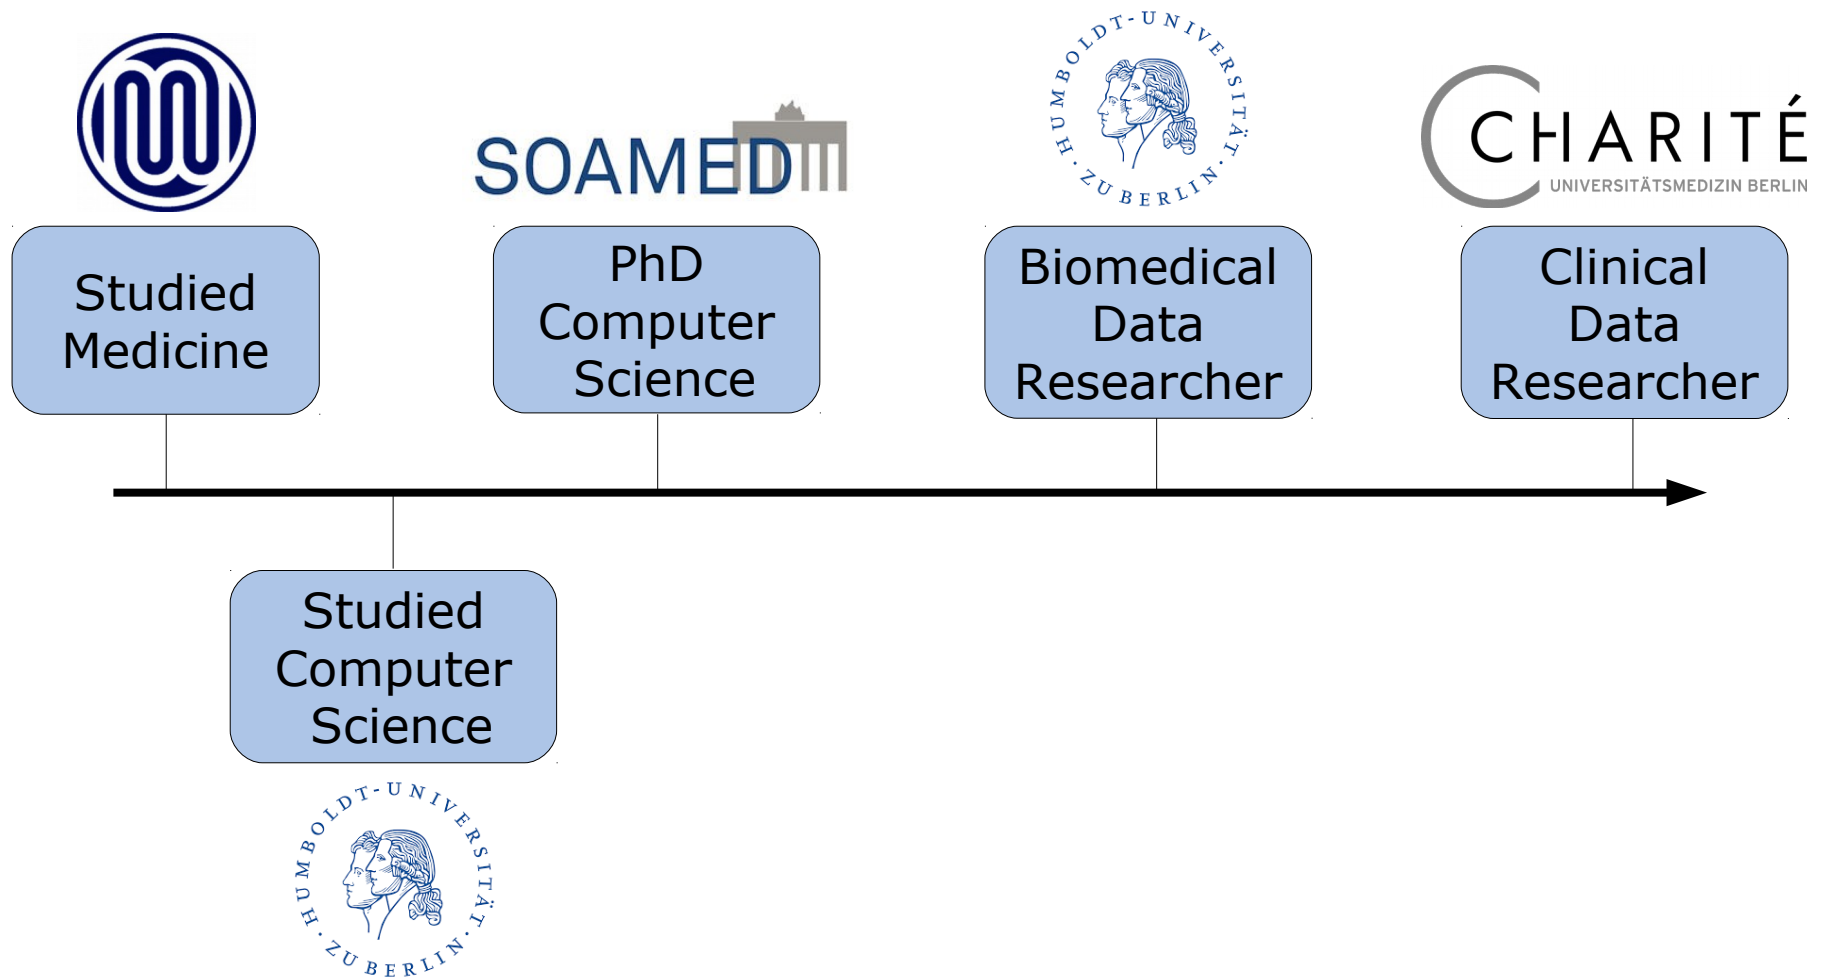 SOAMED
HUMBOLDT-UNIVERSITÄT
· ZU BERLIN ·
CHARITÉ
UNIVERSITÄTSMEDIZIN BERLIN
Studied
Medicine
PhD
Computer
Science
Biomedical
Data
Researcher
Clinical
Data
Researcher
Studied
Computer
Science
HUMBOLDT-UNIVERSITÄT
· ZU BERLIN ·